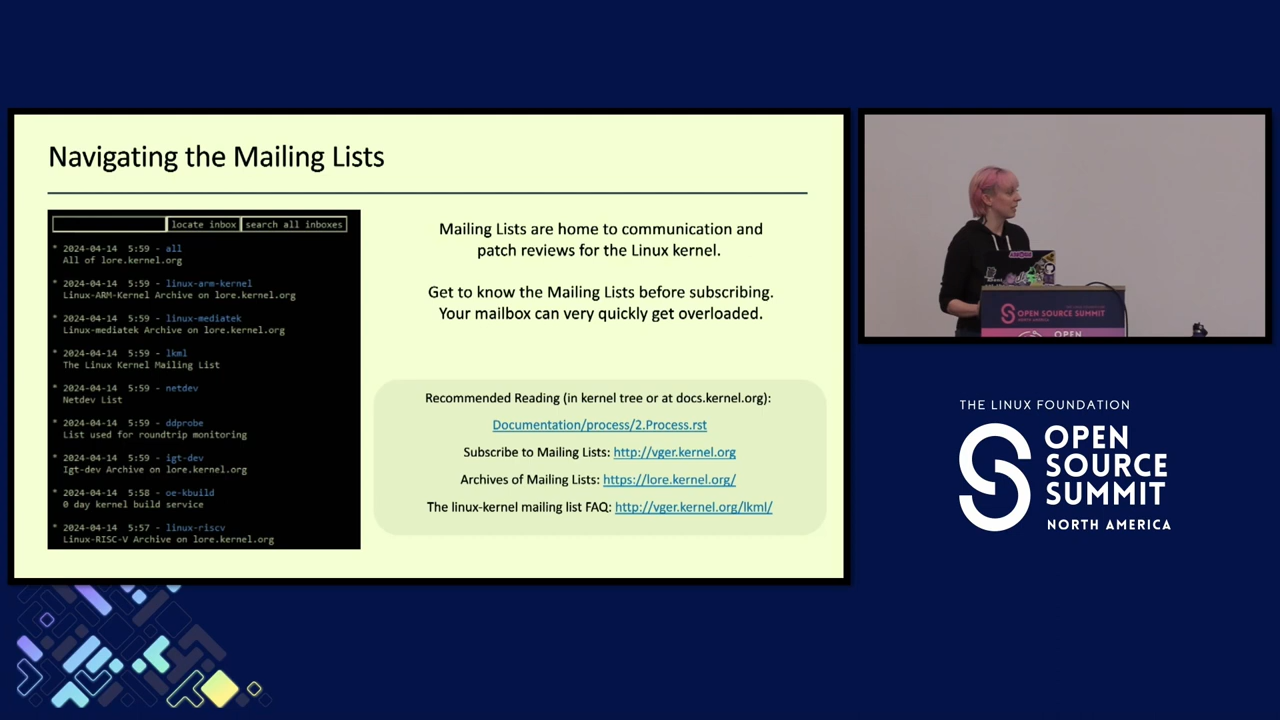 Navigating the Mailing Lists
locate inbox
search all inboxes
* 2024-04-14 5:59 - all
All of lore.kernel.org
* 2024-04-14 5:59 - linux-arm-kernel
Linux-ARM-Kernel Archive on lore.kernel.org
* 2024-04-14 5:59 - linux-mediatek
Linux-mediatek Archive on lore.kernel.org
* 2024-04-14 5:59 - lkml
The Linux Kernel Mailing List
* 2024-04-14 5:59 - netdev
Netdev List
* 2024-04-14 5:59 - ddprobe
List used for roundtrip monitoring
* 2024-04-14 5:59 - igt-dev
Igt-dev Archive on lore.kernel.org
* 2024-04-14 5:58 - oe-kbuild
0 day kernel build service
* 2024-04-14 5:57 - linux-riscv
Linux-RISC-V Archive on lore.kernel.org
Mailing Lists are home to communication and
patch reviews for the Linux kernel.
Get to know the Mailing Lists before subscribing.
Your mailbox can very quickly get overloaded.
Recommended Reading (in kernel tree or at docs.kernel.org):
Documentation/process/2.Process.rst
Subscribe to Mailing Lists: http://vger.kernel.org
Archives of Mailing Lists: https://lore.kernel.org/
The linux-kernel mailing list FAQ: http://vger.kernel.org/lkml/
OPEN SOURCE SUMMIT
NORTH AMERICA
OPEN
THE LINUX FOUNDATION
OPEN
SOURCE
SUMMIT
NORTH AMERICA